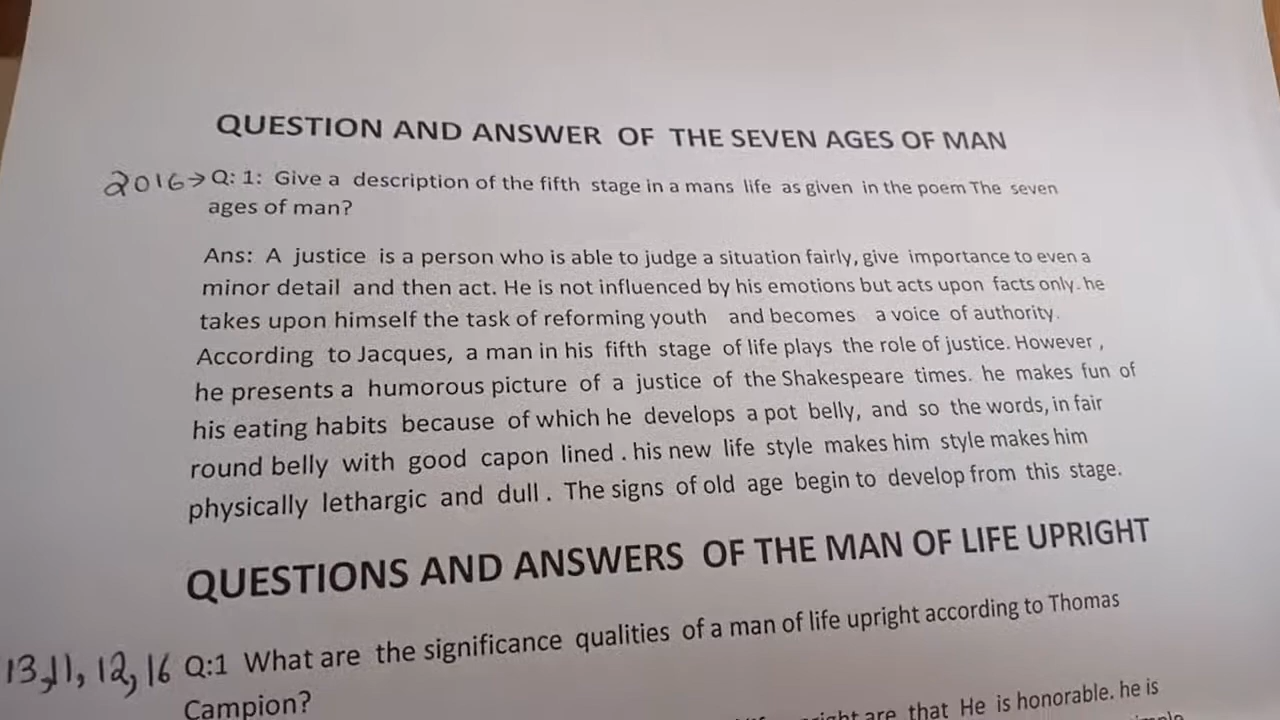 QUESTION AND ANSWER OF THE SEVEN AGES OF MAN
2016→ Q: 1: Give a description of the fifth stage in a mans life as given in the poem The seven
ages of man?
Ans: A justice is a person who is able to judge a situation fairly, give importance to even a
minor detail and then act. He is not influenced by his emotions but acts upon facts only. he
takes upon himself the task of reforming youth and becomes a voice of authority.
According to Jacques, a man in his fifth stage of life plays the role of justice. However ,
he presents a humorous picture of a justice of the Shakespeare times. he makes fun of
his eating habits because of which he develops a pot belly, and so the words, in fair
round belly with good capon lined . his new life style makes him style makes him
physically lethargic and dull . The signs of old age begin to develop from this stage.
QUESTIONS AND ANSWERS OF THE MAN OF LIFE UPRIGHT
13, 11, 12, 16 Q:1 What are the significance qualities of a man of life upright according to Thomas
Campion?
are that He is honorable. he is